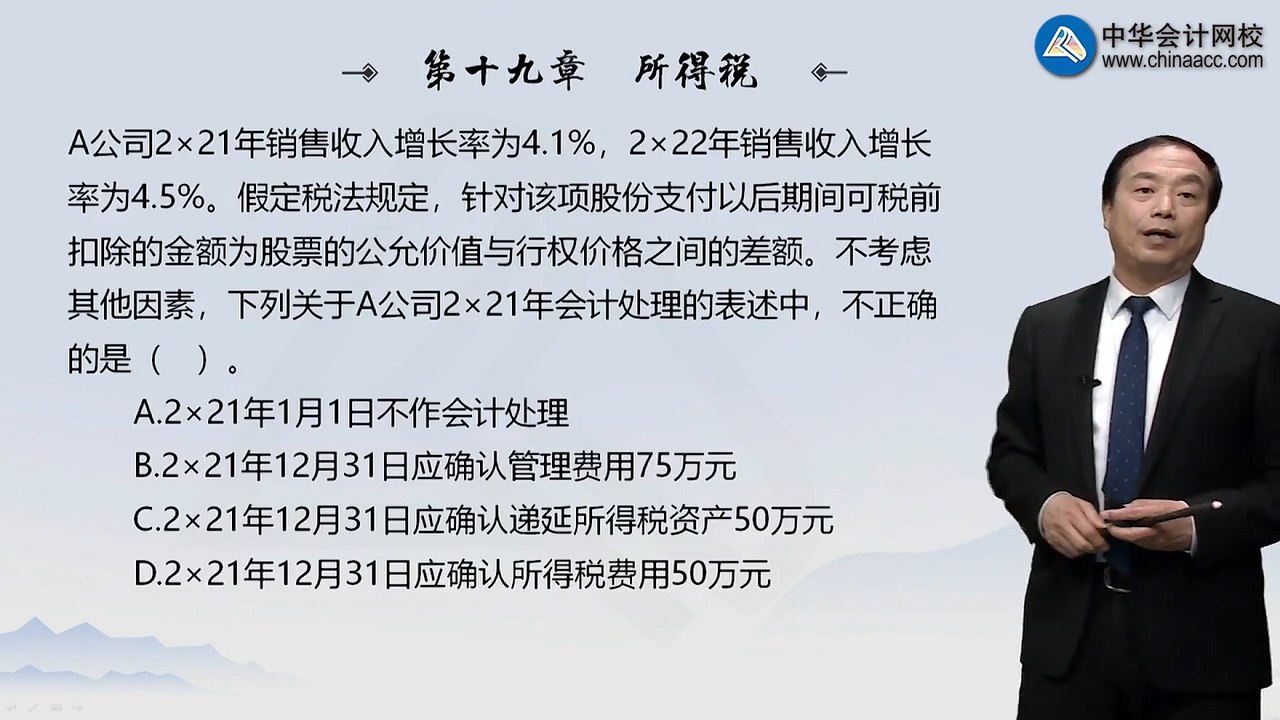 中华会计网校
www.chinaacc.com
第十九章 所得税
A公司2×21年销售收入增长率为4.1%，2×22年销售收入增长
率为4.5%。假定税法规定，针对该项股份支付以后期间可税前
扣除的金额为股票的公允价值与行权价格之间的差额。不考虑
其他因素，下列关于A公司2×21年会计处理的表述中，不正确
的是（ ）。
A.2×21年1月1日不作会计处理
B.2×21年12月31日应确认管理费用75万元
C.2×21年12月31日应确认递延所得税资产50万元
D.2×21年12月31日应确认所得税费用50万元